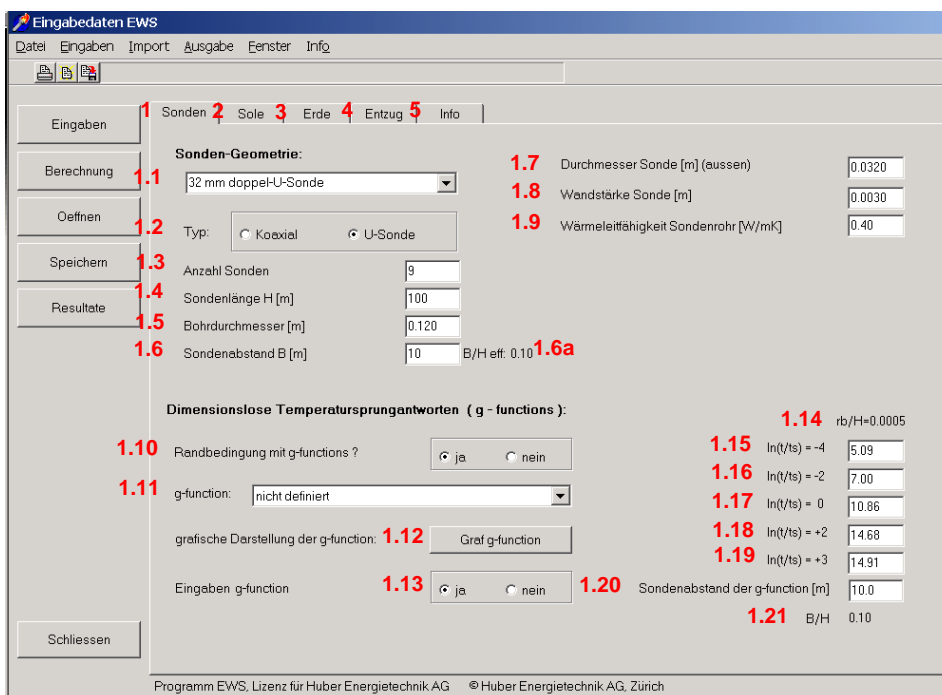 Eingabedaten EWS
Datei Eingaben Import Ausgabe Fenster Info
1 Sonden 2 Sole 3 Erde 4 Entzug 5 Info
Eingaben
Berechnung
Oeffnen
Speichern
Resultate
Schliessen
Sonden-Geometrie:
1.1 32 mm doppel-U-Sonde
1.2 Typ: Koaxial U-Sonde
1.3 Anzahl Sonden 9
1.4 Sondenlänge H [m] 100
1.5 Bohrdurchmesser [m] 0.120
1.6 Sondenabstand B [m] 10 B/H eff: 0.10 1.6a
1.7 Durchmesser Sonde [m] (aussen) 0.0320
1.8 Wandstärke Sonde [m] 0.0030
1.9 Wärmeleitfähigkeit Sondenrohr [W/mK] 0.40
Dimensionslose Temperatursprungantworten ( g - functions ):
1.10 Randbedingung mit g-functions ? ja nein
1.11 g-function: nicht definiert
grafische Darstellung der g-function: 1.12 Graf g-function
Eingaben g-function 1.13 ja nein
1.14 rb/H=0.0005
1.15 ln(t/ts) = -4 5.09
1.16 ln(t/ts) = -2 7.00
1.17 ln(t/ts) = 0 10.86
1.18 ln(t/ts) = +2 14.68
1.19 ln(t/ts) = +3 14.91
1.20 Sondenabstand der g-function [m] 10.0
1.21 B/H 0.10
Programm EWS, Lizenz für Huber Energietechnik AG © Huber Energietechnik AG, Zürich